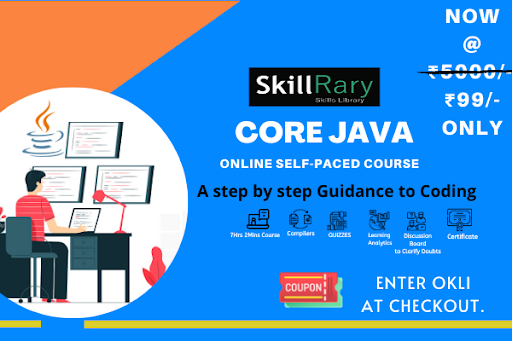 NOW
@
₹5000/-
₹99/-
ONLY
SkillRary
Skills Library
CORE JAVA
ONLINE SELF-PACED COURSE
A step by step Guidance to Coding
7Hrs 2Mins Course
Compilers
QUIZZES
Learning
Analytics
Discussion
Board
to Clarify Doubts
Certificate
COUPON
ENTER OKLI
AT CHECKOUT.